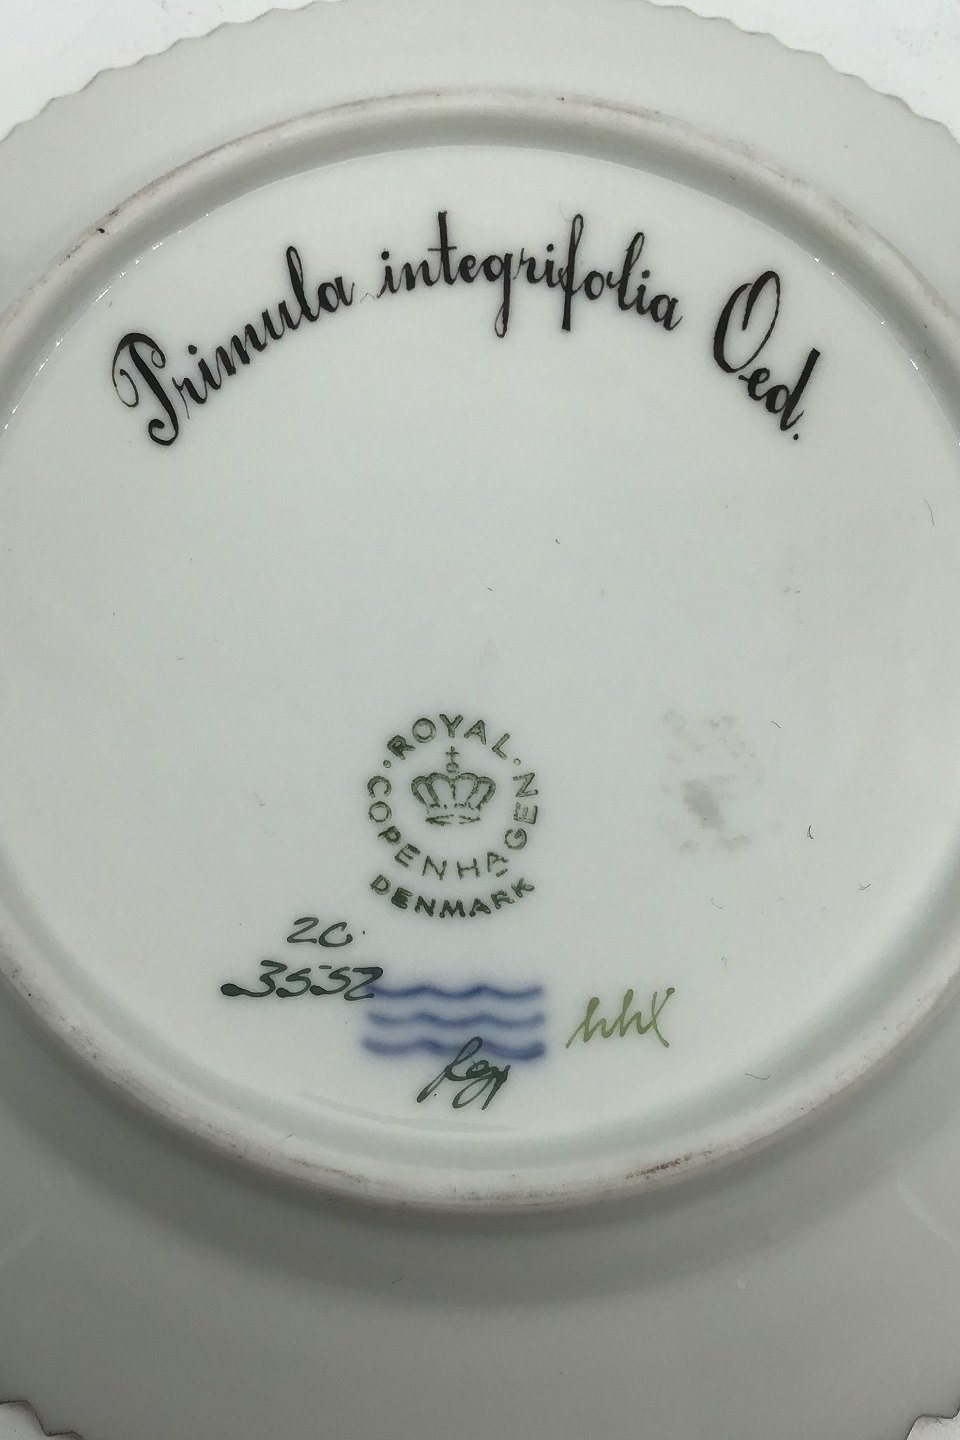 Primula integrifolia Oed.
ROYAL
COPENHAGEN
DENMARK
20
3552